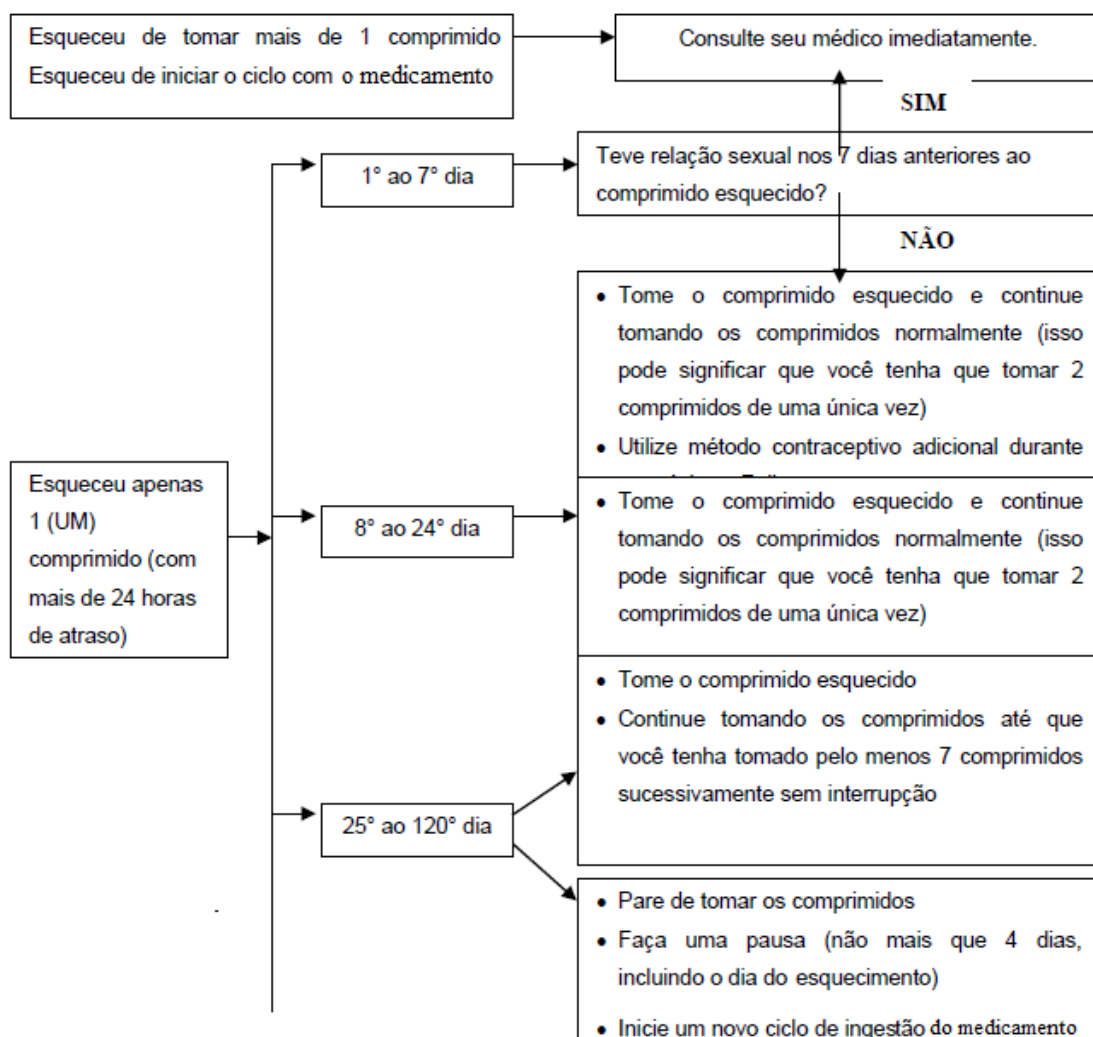 Esqueceu de tomar mais de 1 comprimido
Esqueceu de iniciar o ciclo com o medicamento
Consulte seu médico imediatamente.
SIM
1° ao 7° dia
Teve relação sexual nos 7 dias anteriores ao
comprimido esquecido?
NÃO
• Tome o comprimido esquecido e continue
tomando os comprimidos normalmente (isso
pode significar que você tenha que tomar 2
comprimidos de uma única vez)
• Utilize método contraceptivo adicional durante
Esqueceu apenas
1 (UM)
comprimido (com
mais de 24 horas
de atraso)
8° ao 24° dia
• Tome o comprimido esquecido e continue
tomando os comprimidos normalmente (isso
pode significar que você tenha que tomar 2
comprimidos de uma única vez)
25° ao 120° dia
• Tome o comprimido esquecido
• Continue tomando os comprimidos até que
você tenha tomado pelo menos 7 comprimidos
sucessivamente sem interrupção
• Pare de tomar os comprimidos
• Faça uma pausa (não mais que 4 dias,
incluindo o dia do esquecimento)
• Inicie um novo ciclo de ingestão do medicamento